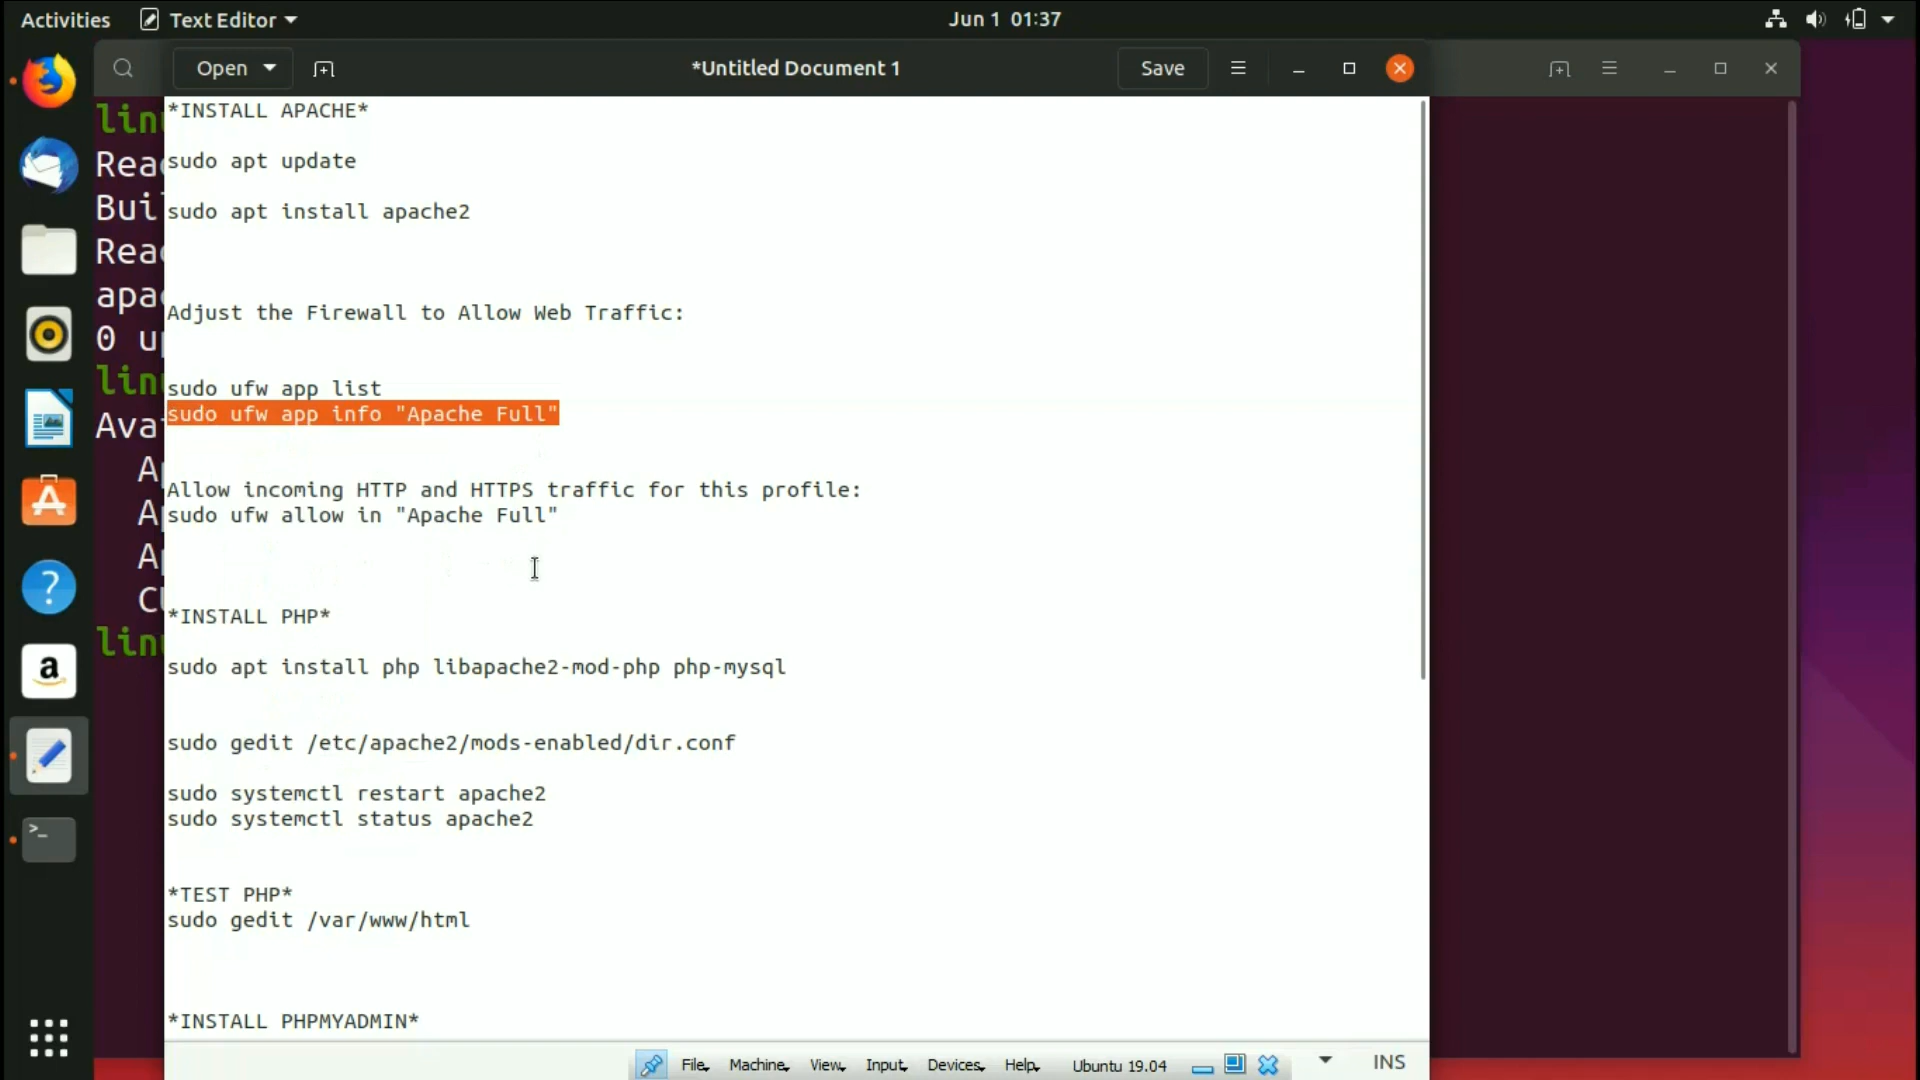 Activities Text Editor Jun 1 01:37
Open *Untitled Document 1 Save
*INSTALL APACHE*
sudo apt update
sudo apt install apache2
Adjust the Firewall to Allow Web Traffic:
sudo ufw app list
sudo ufw app info "Apache Full"
Allow incoming HTTP and HTTPS traffic for this profile:
sudo ufw allow in "Apache Full"
*INSTALL PHP*
sudo apt install php libapache2-mod-php php-mysql
sudo gedit /etc/apache2/mods-enabled/dir.conf
sudo systemctl restart apache2
sudo systemctl status apache2
*TEST PHP*
sudo gedit /var/www/html
*INSTALL PHPMYADMIN*
File Machine View Input Devices Help Ubuntu 19.04 INS